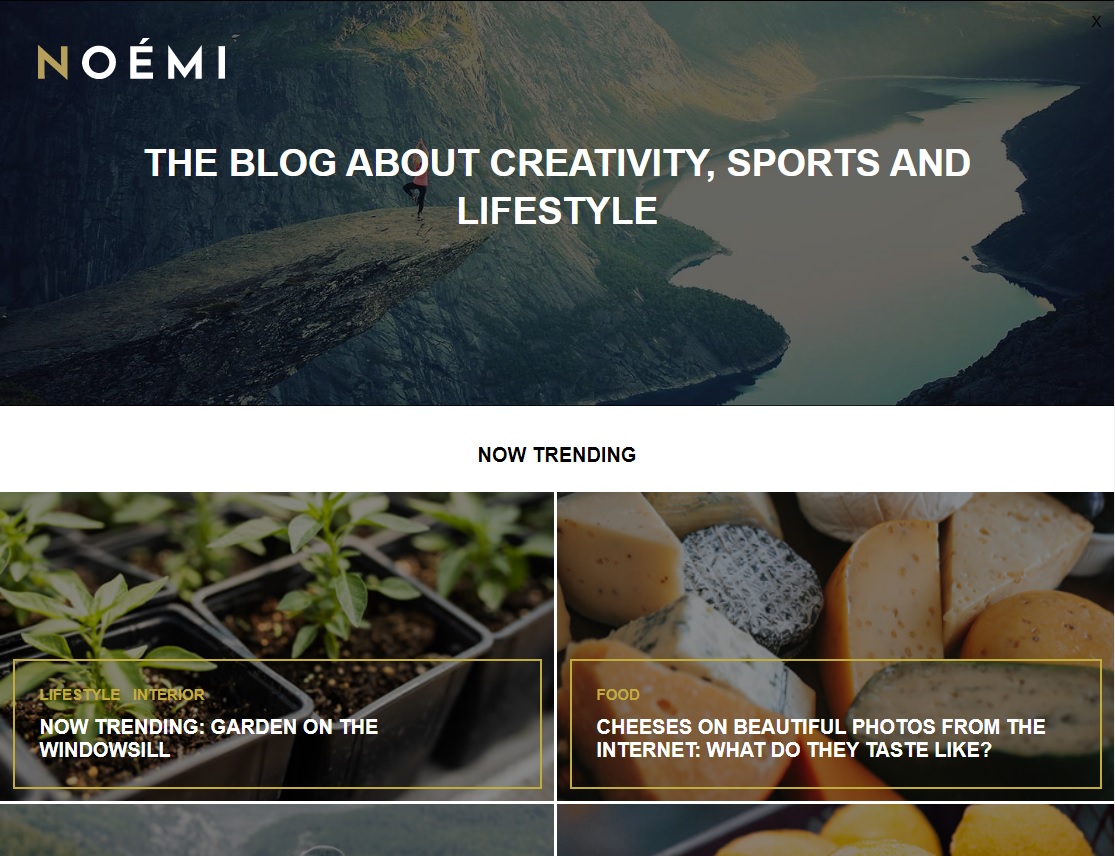 X
NOÉMI
THE BLOG ABOUT CREATIVITY, SPORTS AND
LIFESTYLE
NOW TRENDING
LIFESTYLE INTERIOR
NOW TRENDING: GARDEN ON THE
WINDOWSILL
FOOD
CHEESES ON BEAUTIFUL PHOTOS FROM THE
INTERNET: WHAT DO THEY TASTE LIKE?